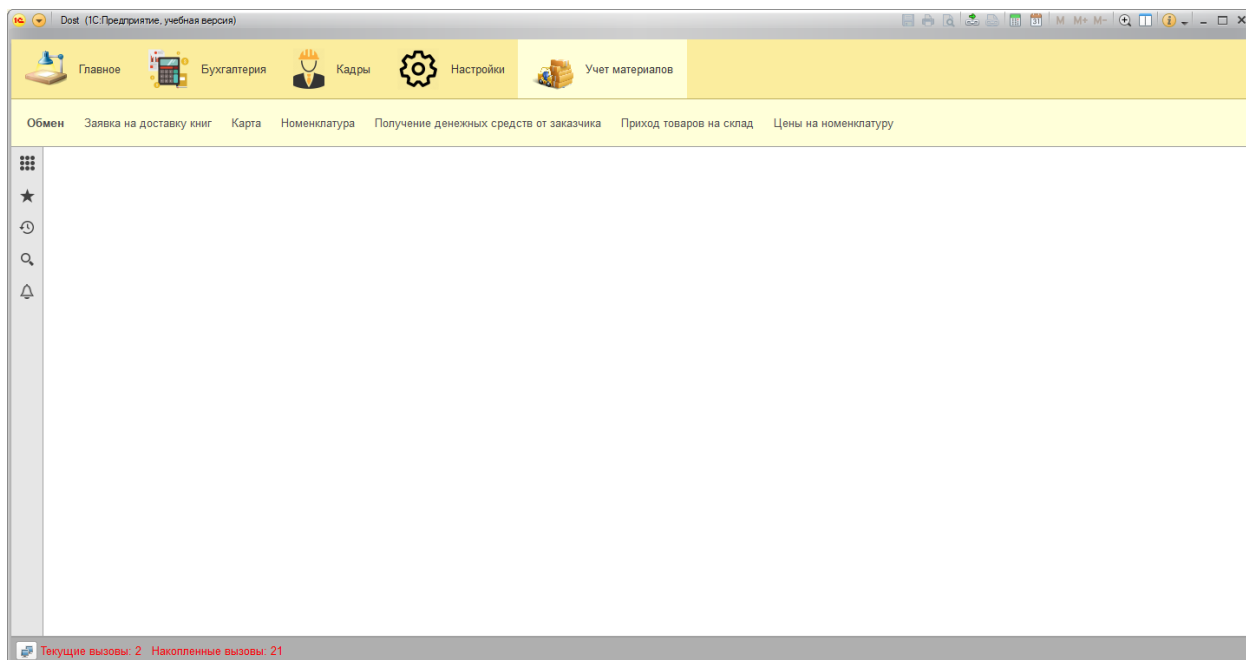 Dost (1С:Предприятие, учебная версия) M M+ M-
Главное Бухгалтерия Кадры Настройки Учет материалов
Обмен Заявка на доставку книг Карта Номенклатура Получение денежных средств от заказчика Приход товаров на склад Цены на номенклатуру
Текущие вызовы: 2 Накопленные вызовы: 21